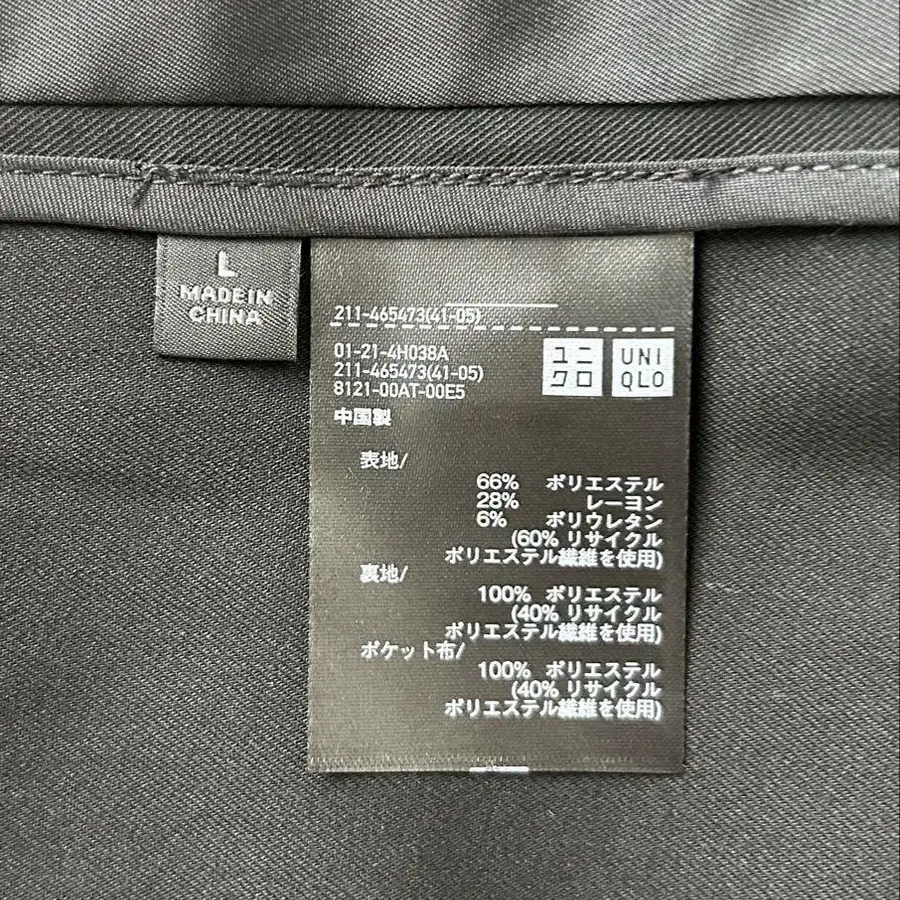 L
MADE IN
CHINA
211-465473(41-05)
01-21-4H038A
211-465473(41-05)
8121-00AT-00E5
ユニ
クロ
UNI
QLO
中国製
表地/
66% ポリエステル
28% レーヨン
6% ポリウレタン
(60% リサイクル
ポリエステル繊維を使用)
裏地/
100% ポリエステル
(40% リサイクル
ポリエステル繊維を使用)
ポケット布/
100% ポリエステル
(40% リサイクル
ポリエステル繊維を使用)